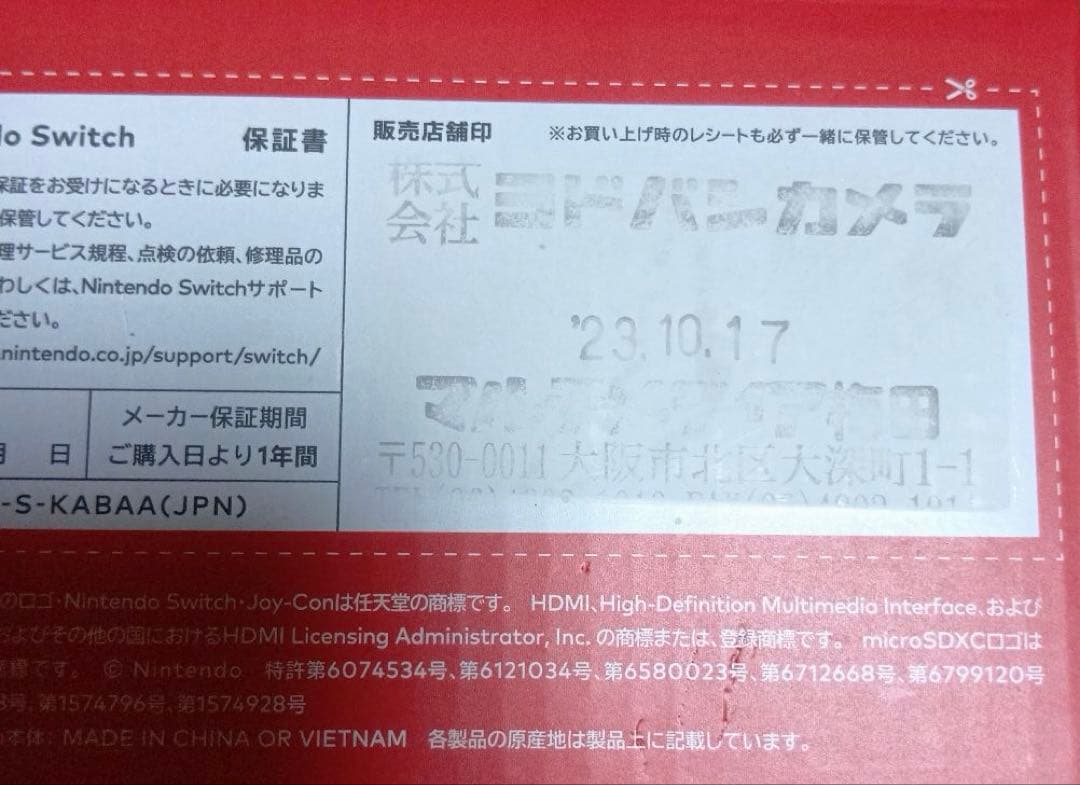 do Switch
保証書
保証をお受けになるときに必要になりま
保管してください。
理サービス規程、点検の依頼、修理品の
わしくは、Nintendo Switchサポート
ださい。
nintendo.co.jp/support/switch/
月 日
メーカー保証期間
ご購入日より1年間
-S-KABAA(JPN)
販売店舗印
※お買い上げ時のレシートも必ず一緒に保管してください。
株式会社 ヨドバシカメラ
'23.10.17
マルチメディア梅田
〒530-0011 大阪市北区大深町1-1
のロゴ・Nintendo Switch・Joy-Conは任天堂の商標です。 HDMI、High-Definition Multimedia Interface、および
およびその他の国におけるHDMI Licensing Administrator, Inc. の商標または、登録商標です。 microSDXCロゴは
商標です。 © Nintendo 特許第6074534号、第6121034号、第6580023号、第6712668号、第6799120号
号、第1574796号、第1574928号
本体: MADE IN CHINA OR VIETNAM 各製品の原産地は製品上に記載しています。